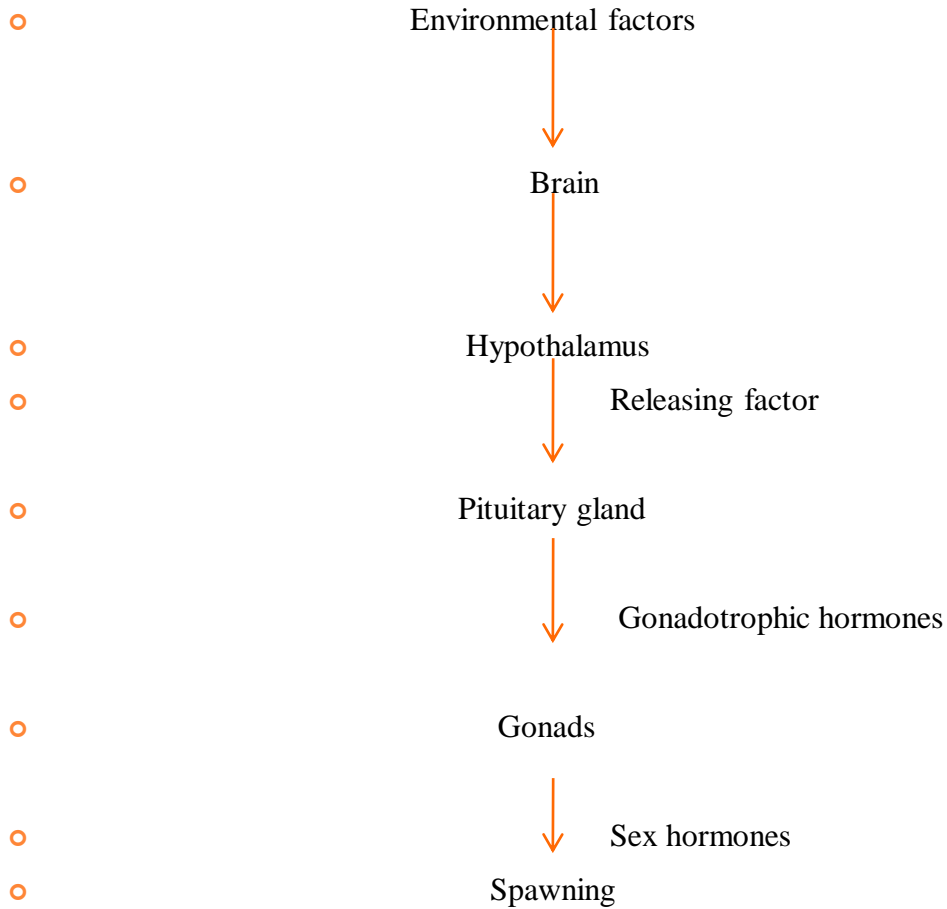 Environmental factors
Brain
Hypothalamus
Releasing factor
Pituitary gland
Gonadotrophic hormones
Gonads
Sex hormones
Spawning